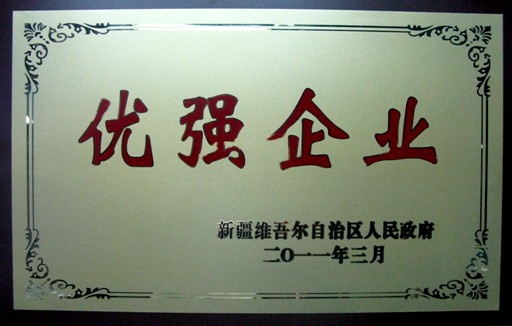 优强企业
新疆维吾尔自治区人民政府
二〇一一年三月